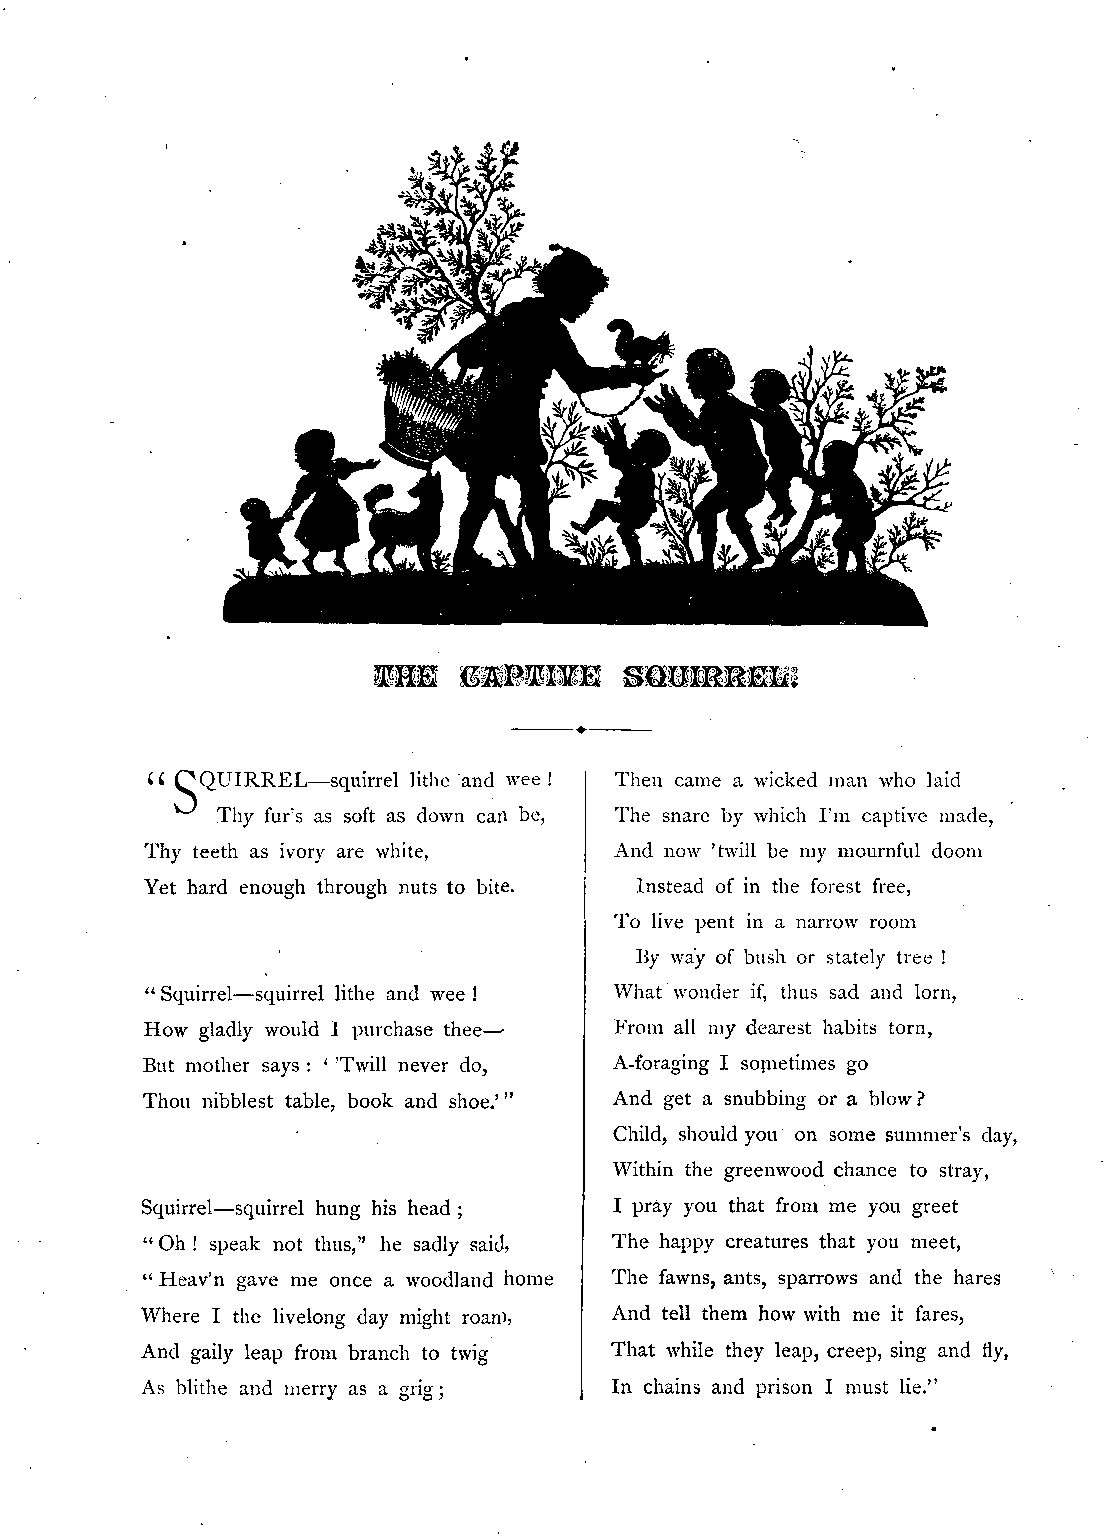 THE CAPTIVE SQUIRREL.
“SQUIRREL—squirrel lithe and wee!
Thy fur's as soft as down can be,
Thy teeth as ivory are white,
Yet hard enough through nuts to bite.
“Squirrel—squirrel lithe and wee!
How gladly would I purchase thee—
But mother says: ‘’Twill never do,
Thou nibblest table, book and shoe.’”
Squirrel—squirrel hung his head;
“Oh! speak not thus,” he sadly said,
“Heav'n gave me once a woodland home
Where I the livelong day might roam,
And gaily leap from branch to twig
As blithe and merry as a grig;
Then came a wicked man who laid
The snare by which I'm captive made,
And now ’twill be my mournful doom
Instead of in the forest free,
To live pent in a narrow room
By way of bush or stately tree!
What wonder if, thus sad and lorn,
From all my dearest habits torn,
A-foraging I sometimes go
And get a snubbing or a blow?
Child, should you on some summer's day,
Within the greenwood chance to stray,
I pray you that from me you greet
The happy creatures that you meet,
The fawns, ants, sparrows and the hares
And tell them how with me it fares,
That while they leap, creep, sing and fly,
In chains and prison I must lie.”